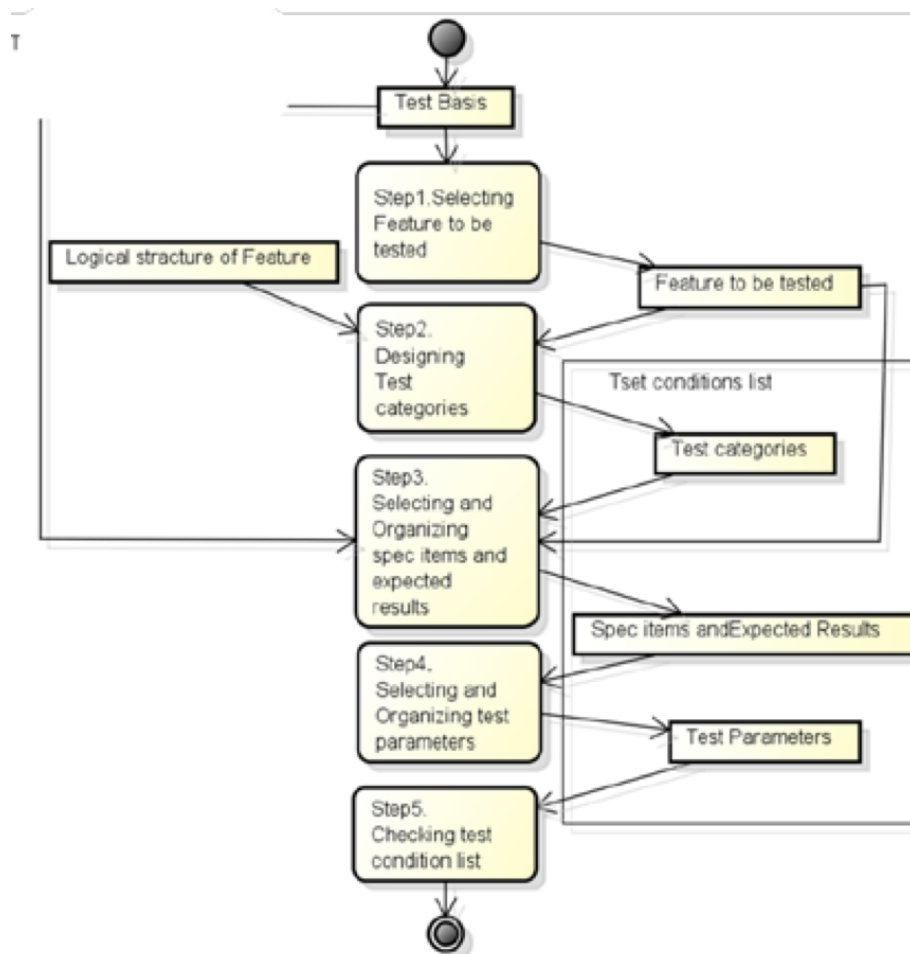 T
Test Basis
Step1.Selecting
Feature to be
tested
Logical stracture of Feature
Feature to be tested
Step2.
Designing
Test
categories
Tset conditions list
Test categories
Step3.
Selecting and
Organizing
spec items and
expected
results
Spec items andExpected Results
Step4.
Selecting and
Organizing test
parameters
Test Parameters
Step5.
Checking test
condition list